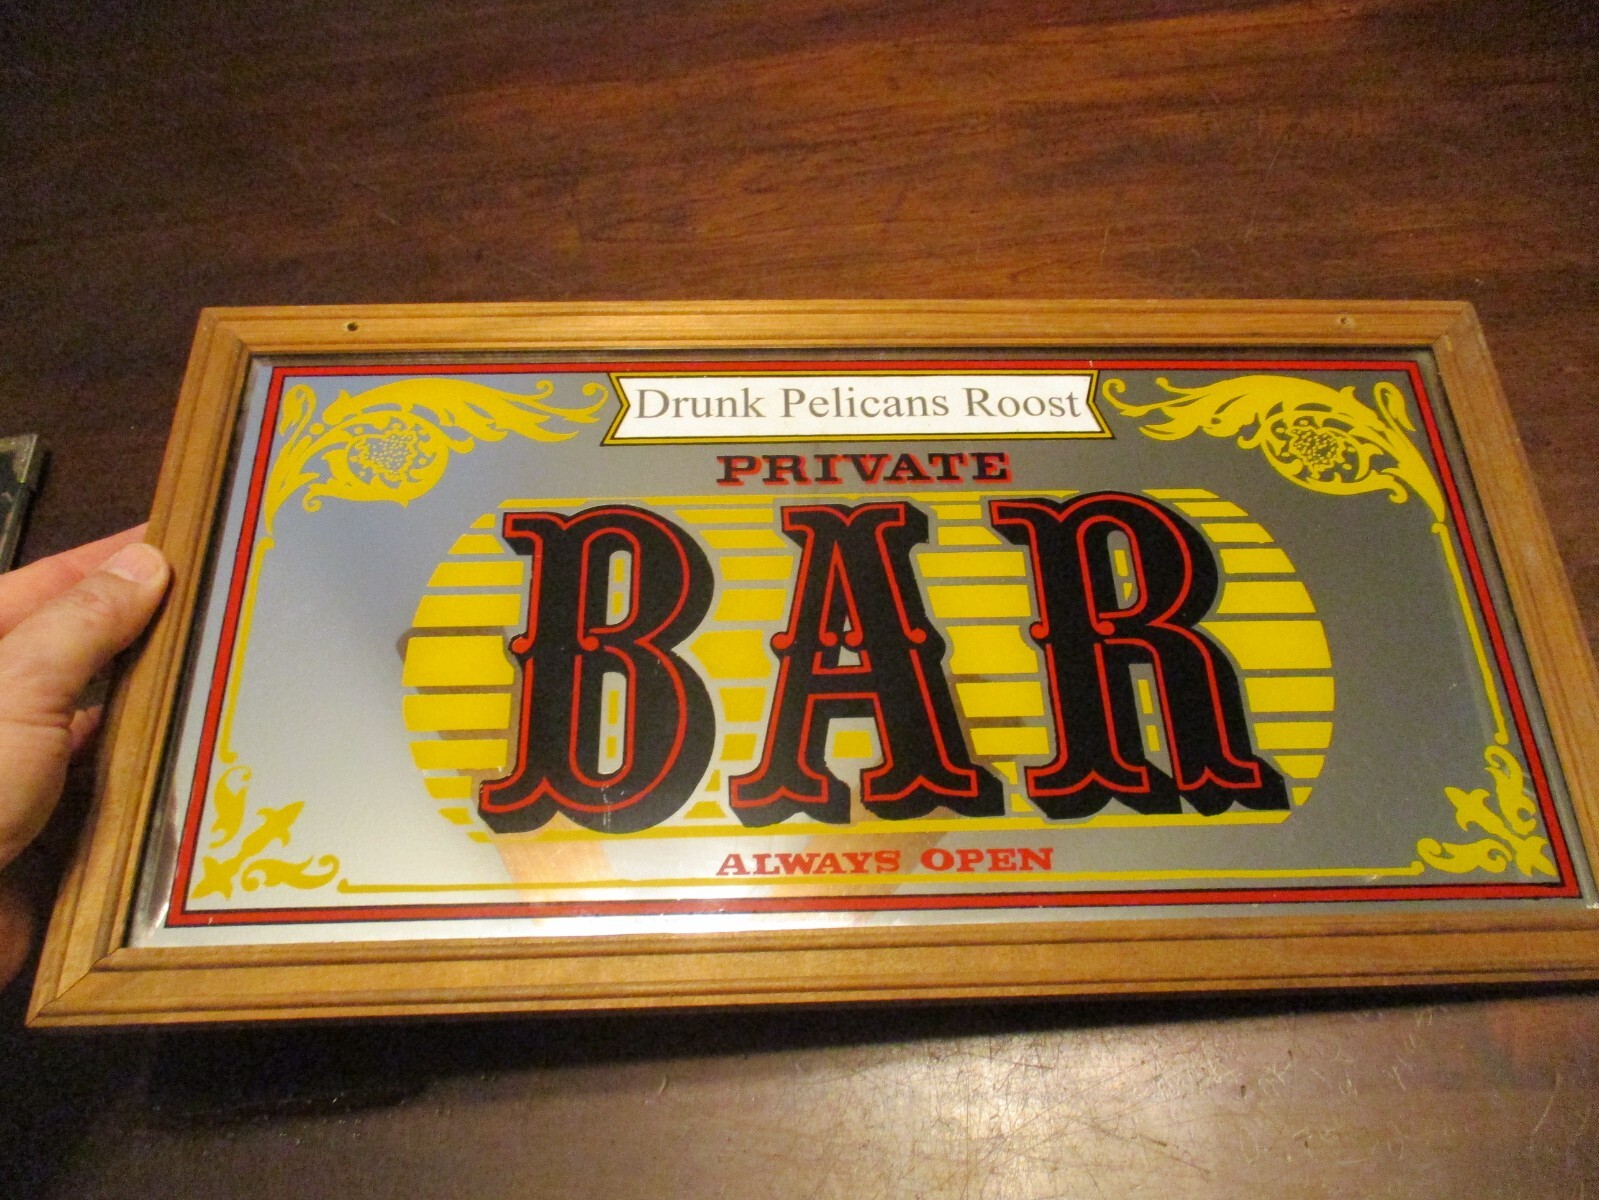 Drunk Pelicans Roost
PRIVATE
BAR
ALWAYS OPEN